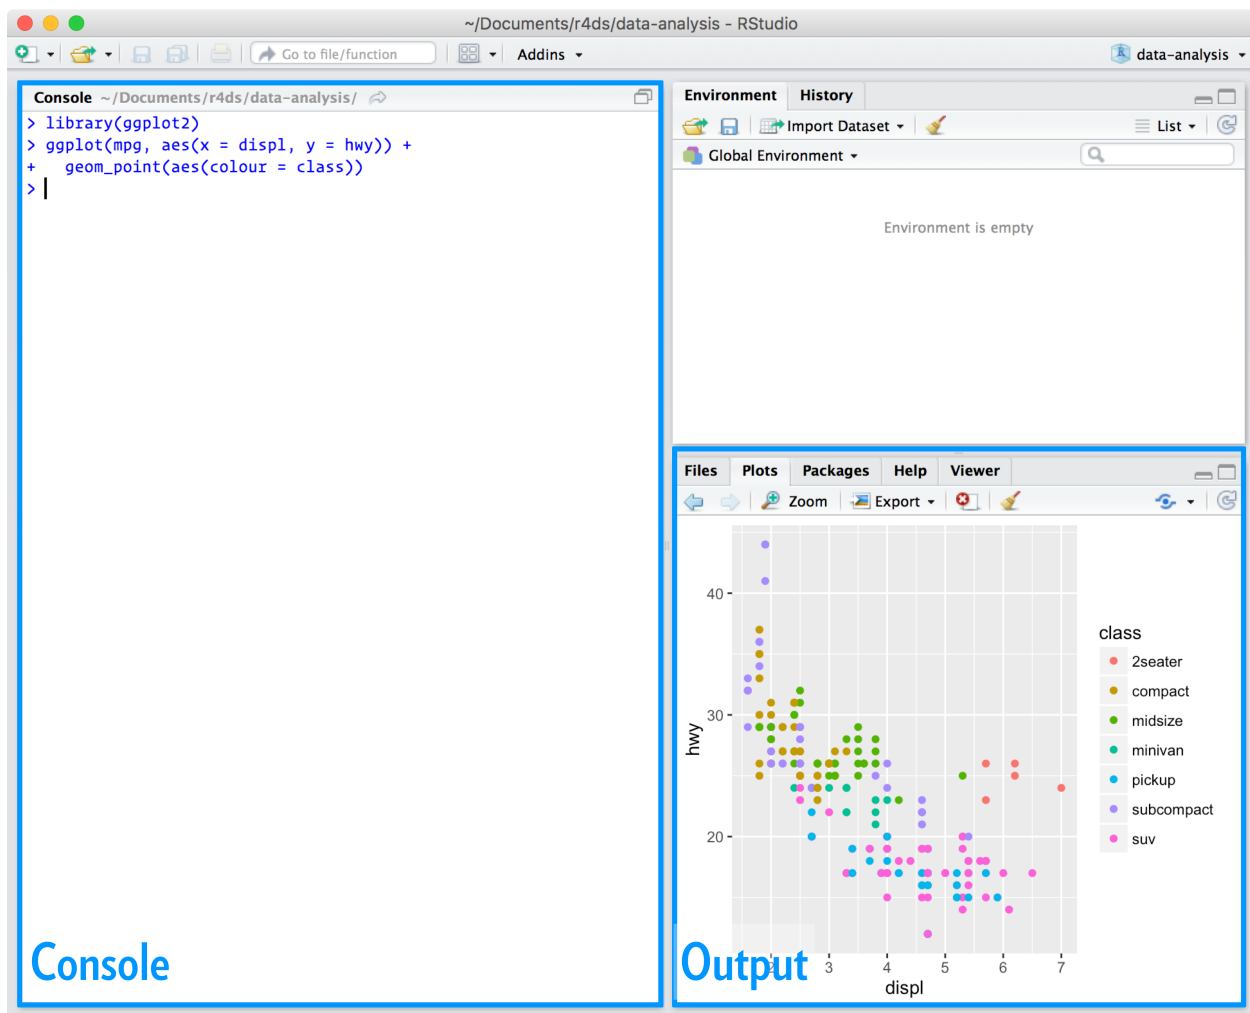 ~/Documents/r4ds/data-analysis - RStudio
Go to file/function
Addins
data-analysis
Console ~/Documents/r4ds/data-analysis/
> library(ggplot2)
> ggplot(mpg, aes(x = displ, y = hwy)) +
+   geom_point(aes(colour = class))
>
Console
Environment History
Import Dataset
List
Global Environment
Environment is empty
Files Plots Packages Help Viewer
Zoom Export
40
30
20
hwy
2 3 4 5 6 7
displ
class
2seater
compact
midsize
minivan
pickup
subcompact
suv
Output